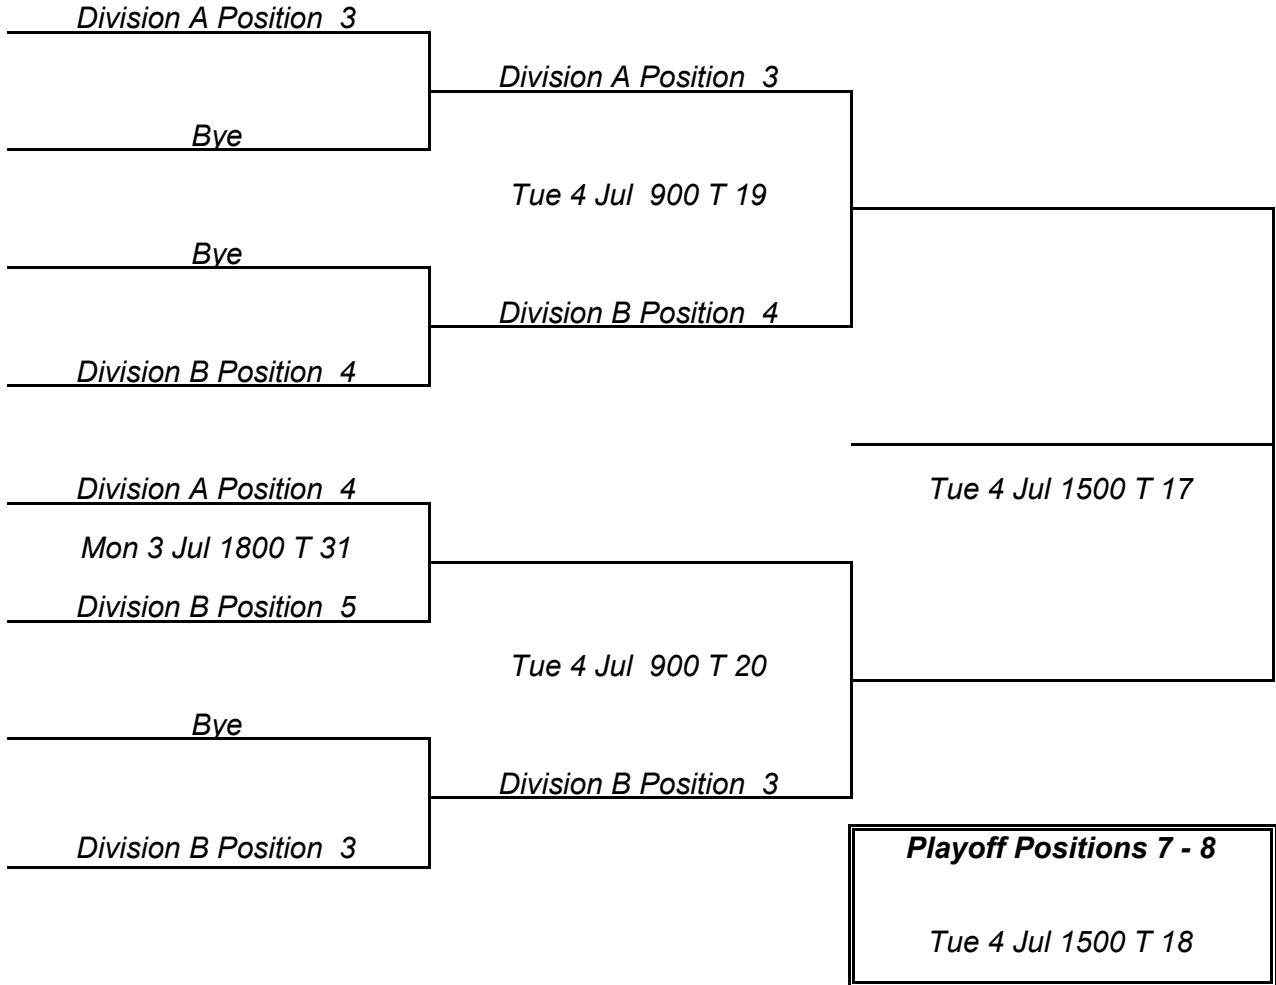 Division A Position 3
Division A Position 3
Bye
Tue 4 Jul 900 T 19
Bye
Division B Position 4
Division B Position 4
Division A Position 4
Tue 4 Jul 1500 T 17
Mon 3 Jul 1800 T 31
Division B Position 5
Tue 4 Jul 900 T 20
Bye
Division B Position 3
Division B Position 3
Playoff Positions 7 - 8
Tue 4 Jul 1500 T 18